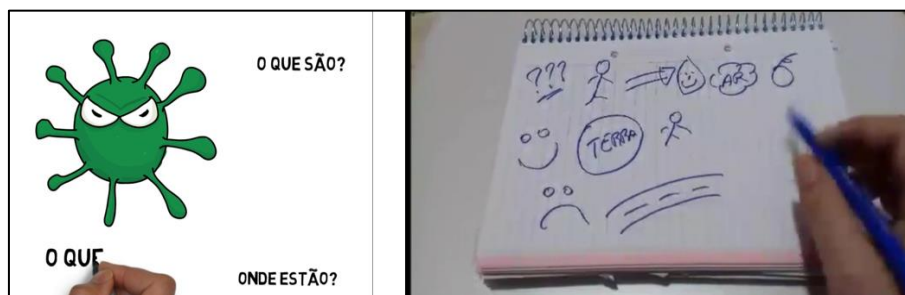 O QUE SÃO?
O QUE
ONDE ESTÃO?
???
AR
TERRA